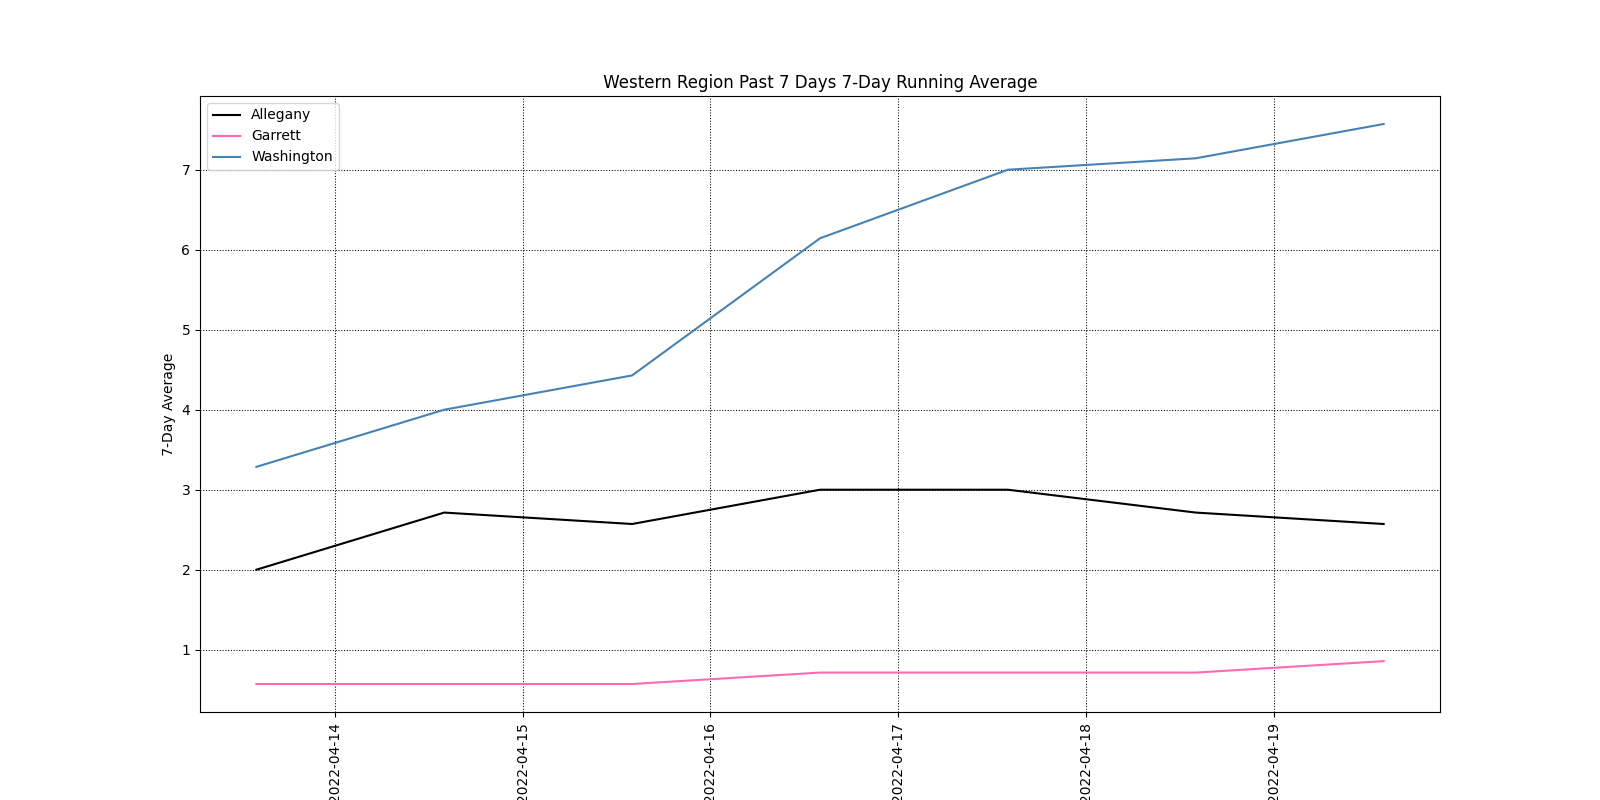 Western Region Past 7 Days 7-Day Running Average
Allegany
Garrett
Washington
7
6
5
4
3
2
1
7-Day Average
2022-04-14
2022-04-15
2022-04-16
2022-04-17
2022-04-18
2022-04-19